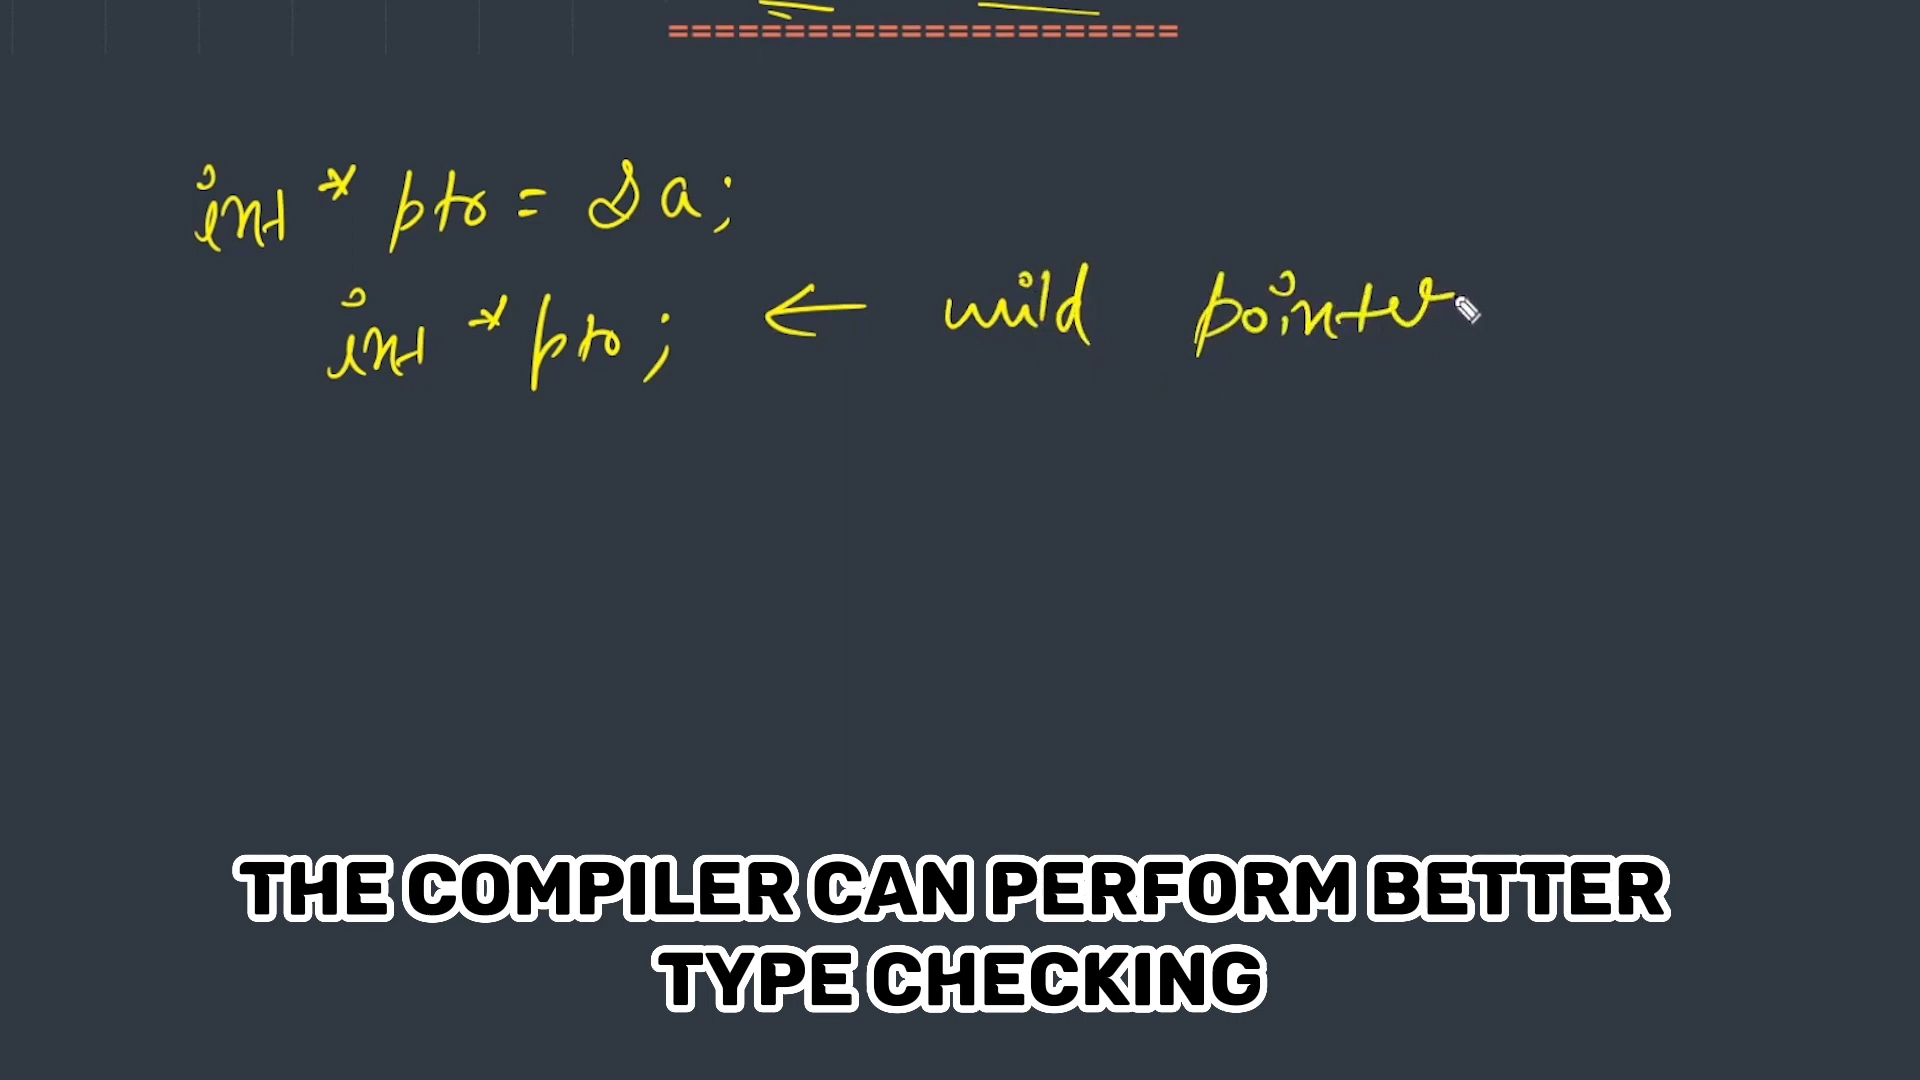 ======================
int * ptr = &a;
int * ptr; ← wild pointer
THE COMPILER CAN PERFORM BETTER
TYPE CHECKING